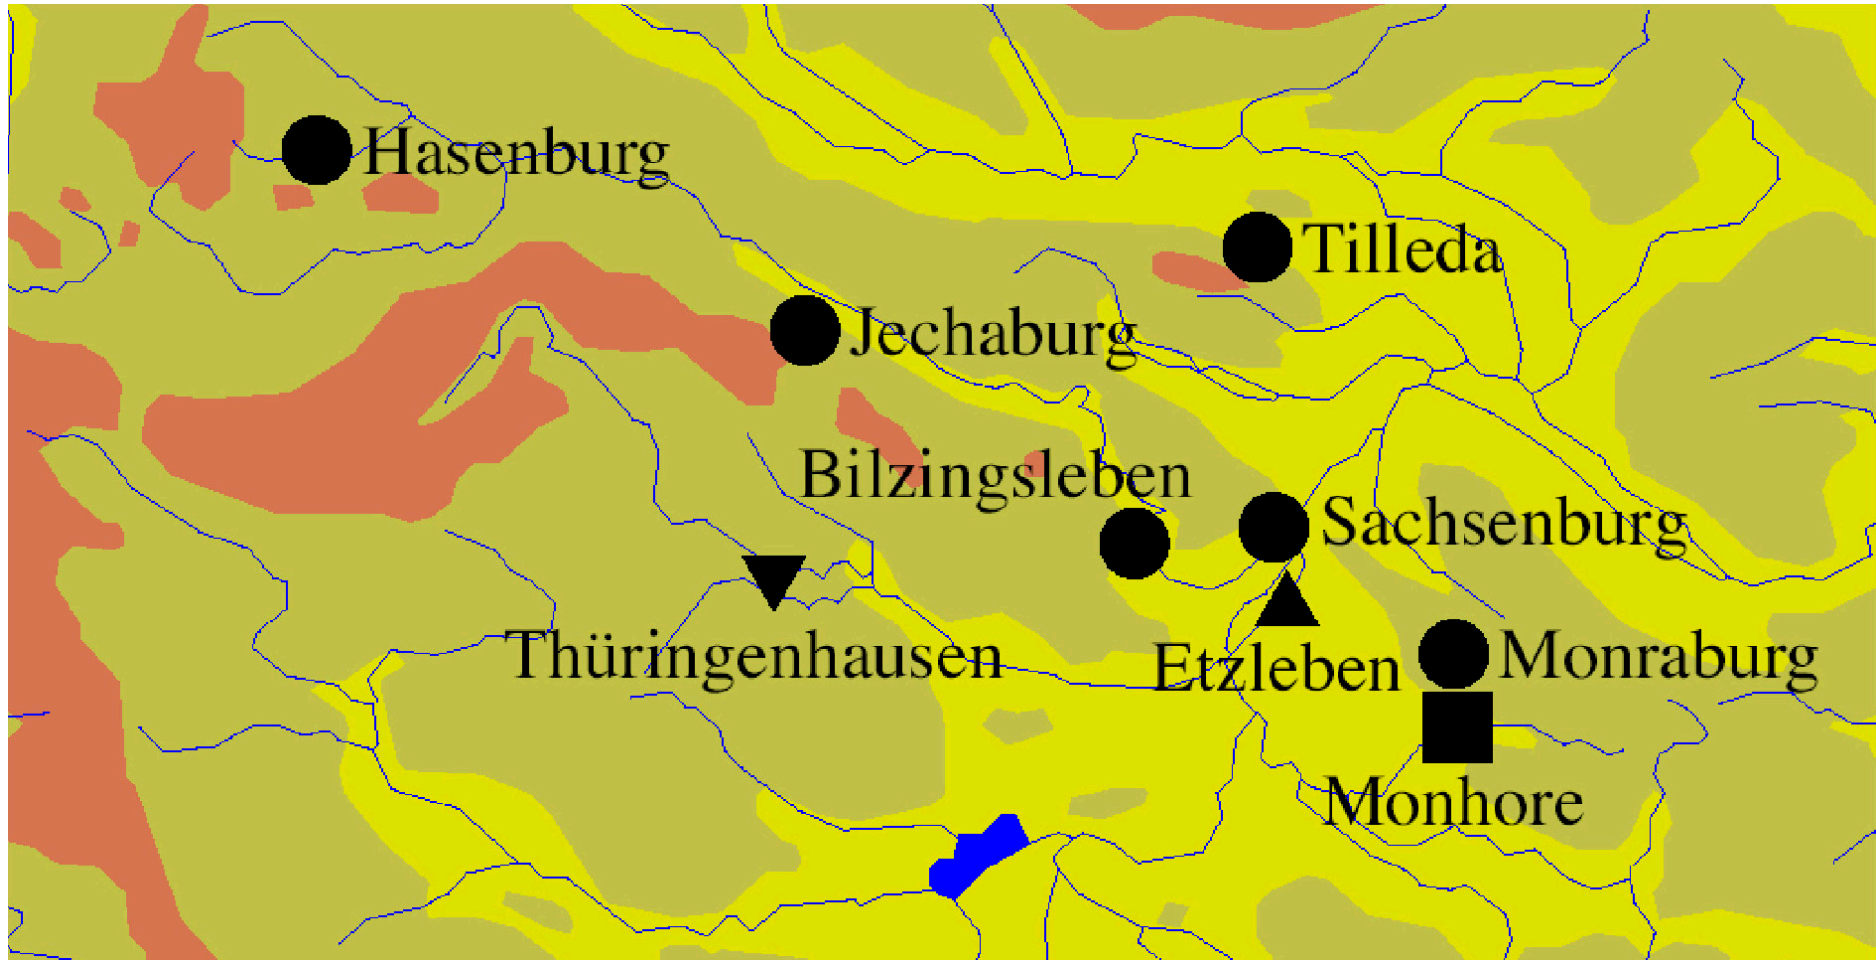 Hasenburg
Tilleda
Jechaburg
Bilzingsleben
Sachsenburg
Thüringenhausen
Etzleben
Monraburg
Monhore